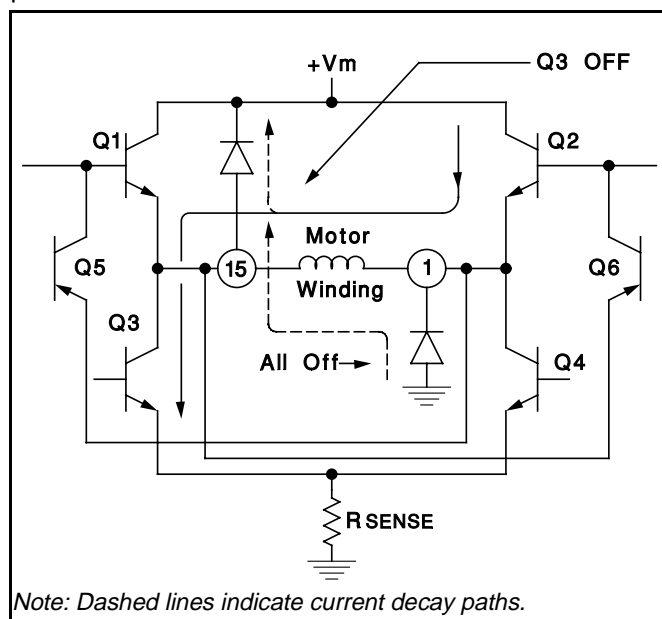 +Vm
Q3 OFF
Q1
Q2
Motor
15
1
Winding
Q5
Q6
Q3
Q4
All Off
RSENSE
Note: Dashed lines indicate current decay paths.